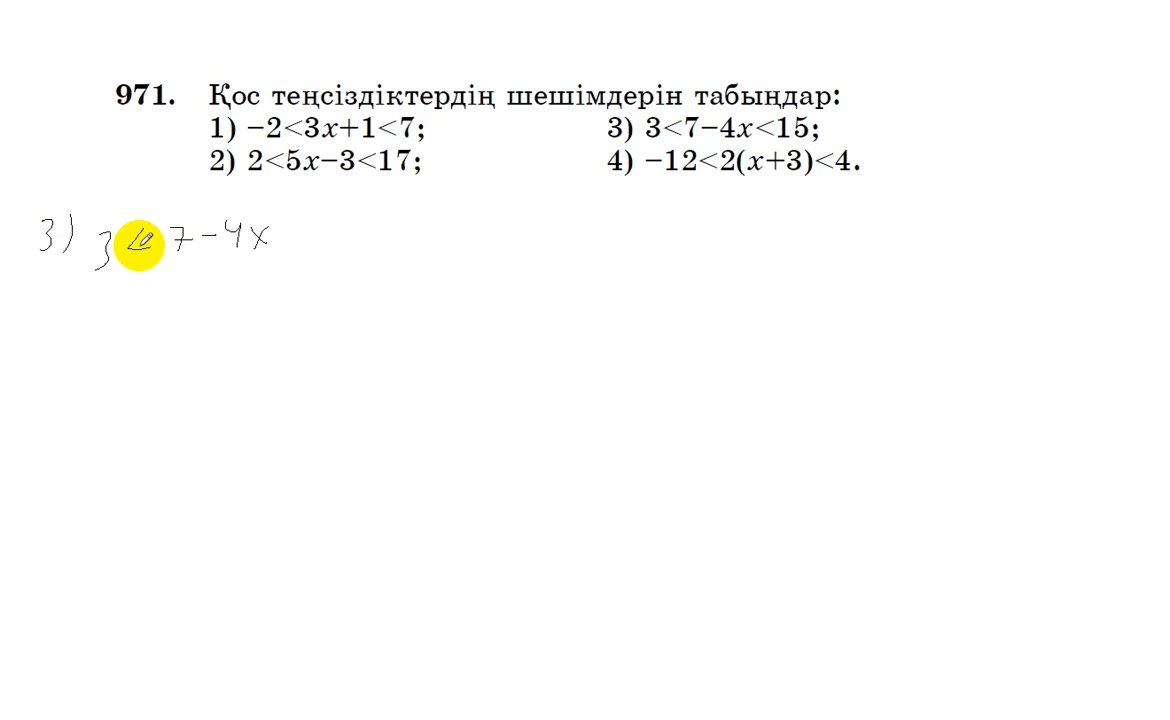 971. Қос теңсіздіктердің шешімдерін табыңдар:
1) −2<3x+1<7; 3) 3<7−4x<15;
2) 2<5x−3<17; 4) −12<2(x+3)<4.
3) 3 < 7−4x